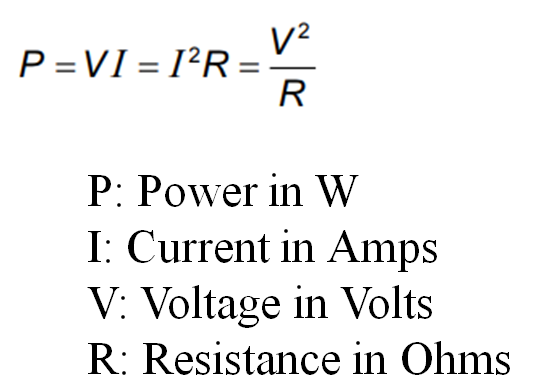 P = VI = I²R = V²/R
P: Power in W
I: Current in Amps
V: Voltage in Volts
R: Resistance in Ohms